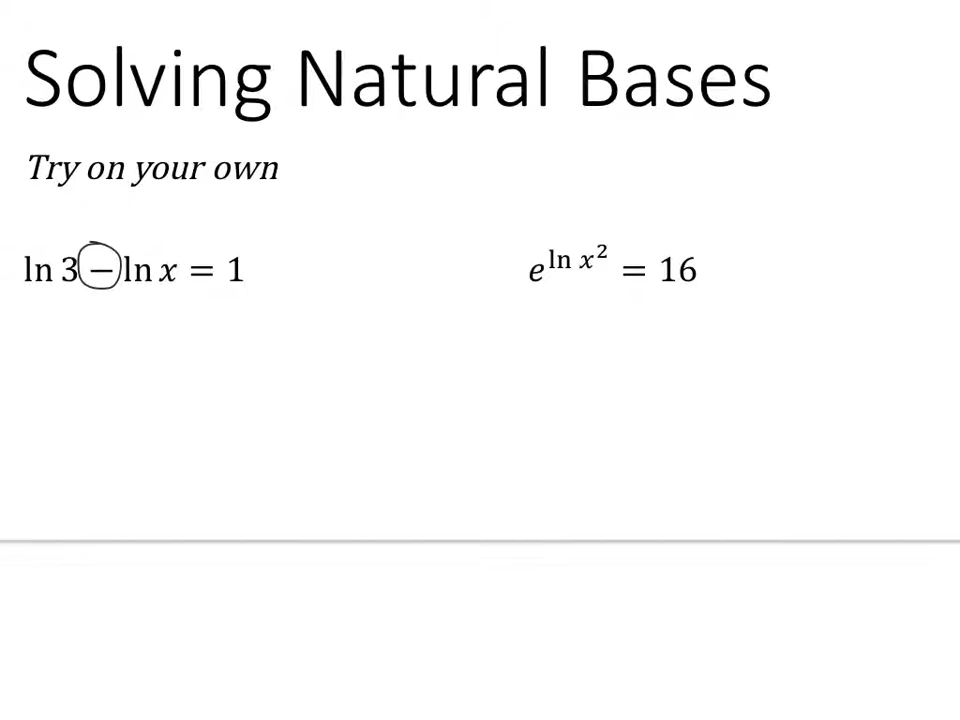 Solving Natural Bases
Try on your own
ln 3 − ln x = 1
e^{ln x²} = 16